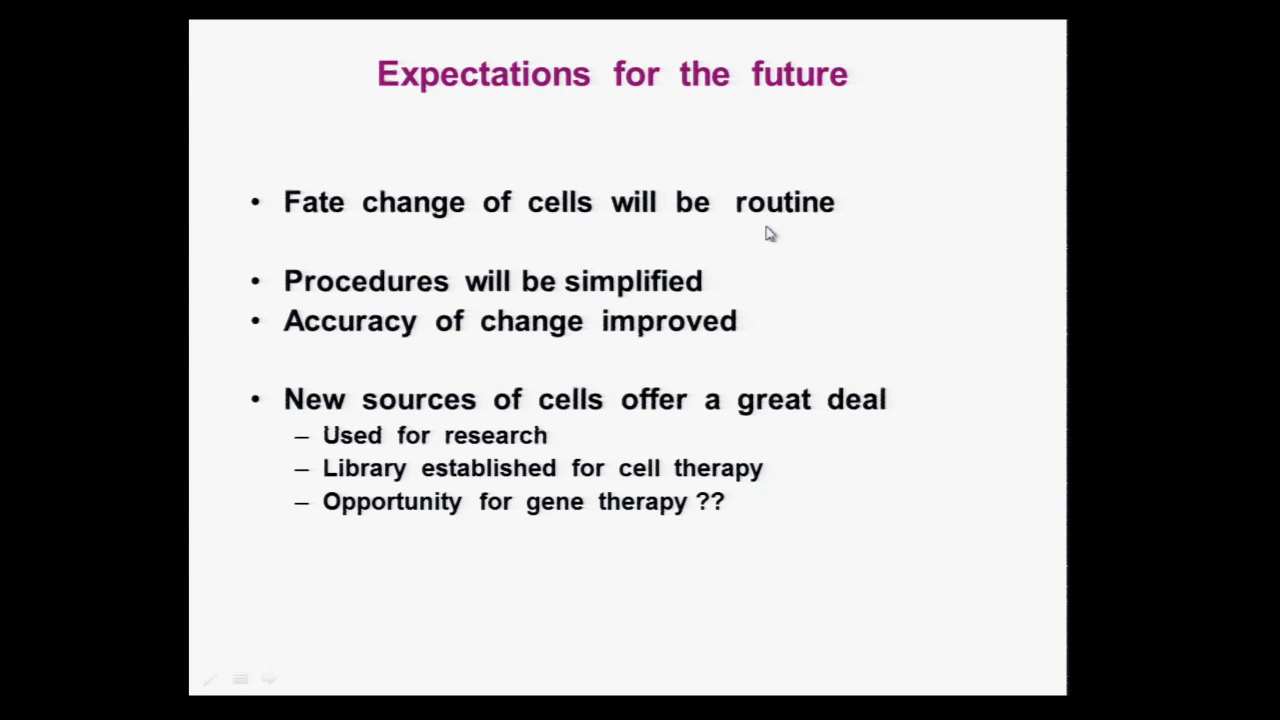 Expectations for the future
• Fate change of cells will be routine
• Procedures will be simplified
• Accuracy of change improved
• New sources of cells offer a great deal
– Used for research
– Library established for cell therapy
– Opportunity for gene therapy ??